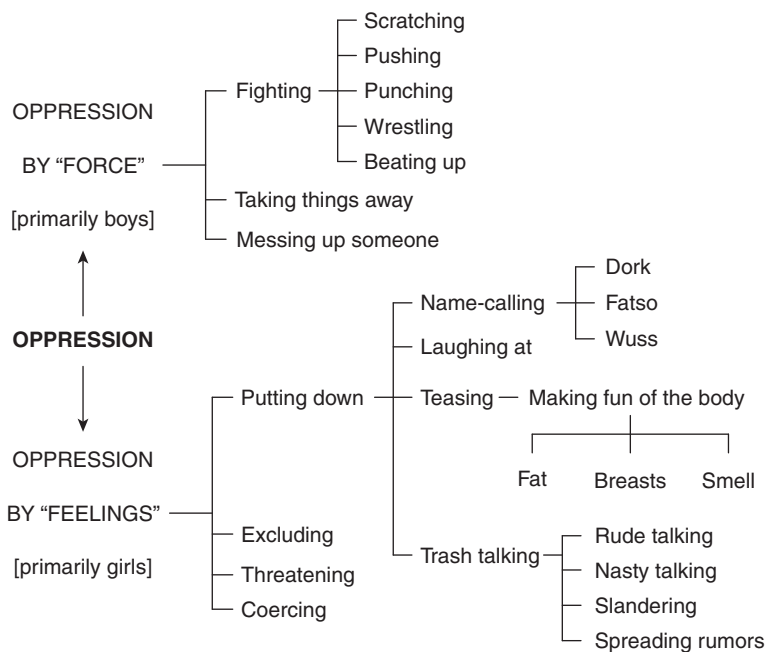 OPPRESSION
BY “FORCE”
[primarily boys]
Fighting
Scratching
Pushing
Punching
Wrestling
Beating up
Taking things away
Messing up someone
OPPRESSION
OPPRESSION
BY “FEELINGS”
[primarily girls]
Putting down
Name-calling
Dork
Fatso
Wuss
Laughing at
Teasing
Making fun of the body
Fat
Breasts
Smell
Trash talking
Rude talking
Nasty talking
Slandering
Spreading rumors
Excluding
Threatening
Coercing